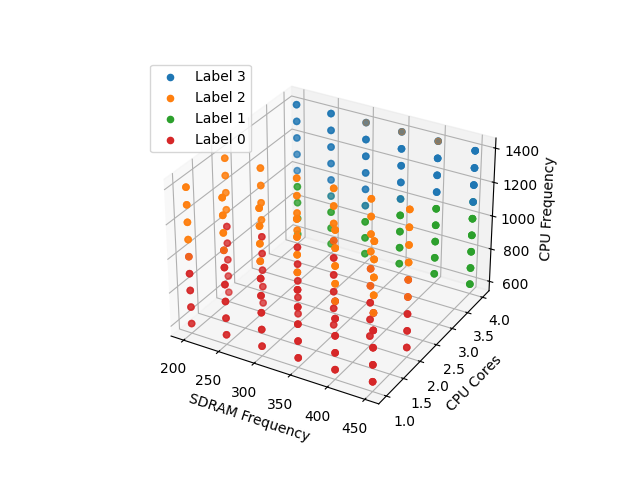 Label 3
Label 2
Label 1
Label 0
1400
1200
1000
800
600
CPU Frequency
4.0
3.5
3.0
2.5
2.0
1.5
1.0
CPU Cores
200
250
300
350
400
450
SDRAM Frequency